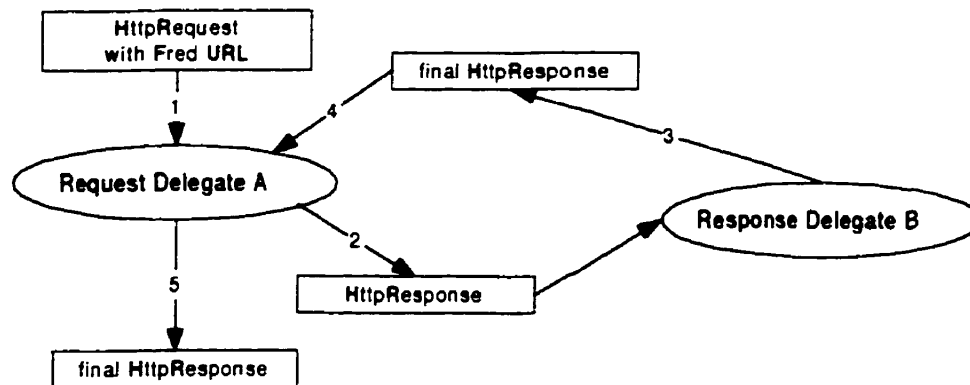 HttpRequest
with Fred URL
final HttpResponse
1
4
3
Request Delegate A
Response Delegate B
2
5
HttpResponse
final HttpResponse